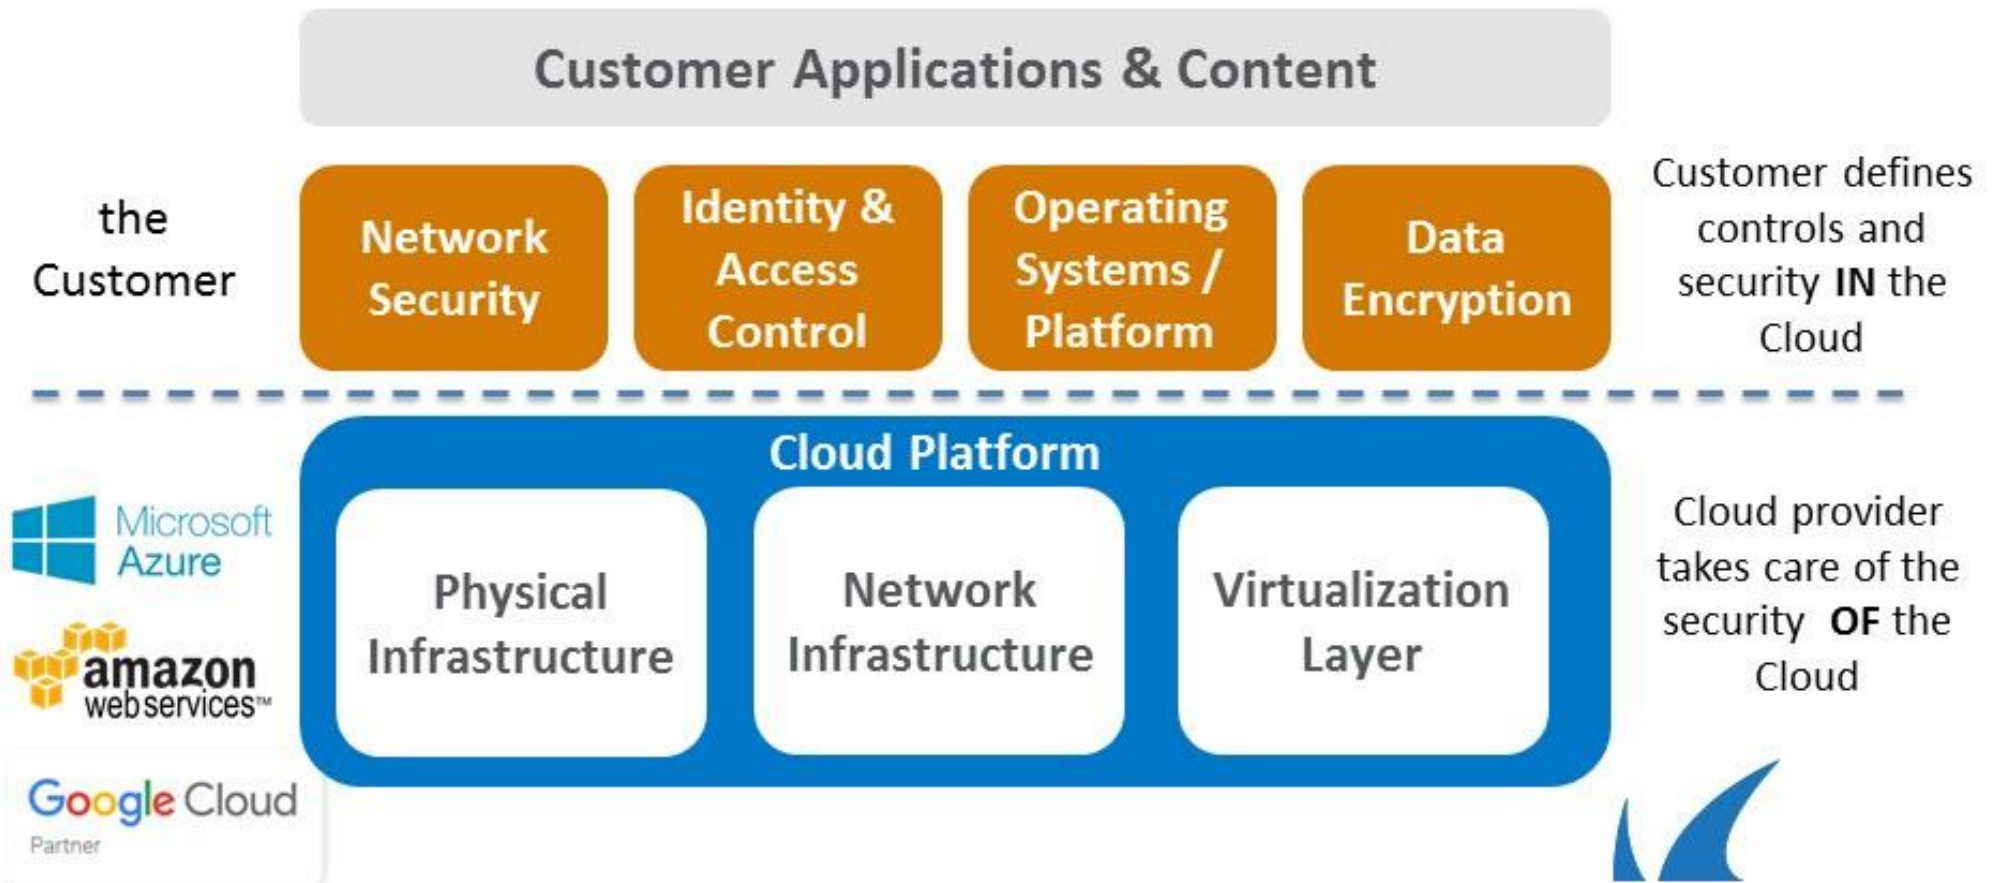 Customer Applications & Content
the
Customer
Network
Security
Identity &
Access
Control
Operating
Systems /
Platform
Data
Encryption
Customer defines
controls and
security IN the
Cloud
Cloud Platform
Microsoft
Azure
amazon
web services™
Google Cloud
Partner
Physical
Infrastructure
Network
Infrastructure
Virtualization
Layer
Cloud provider
takes care of the
security OF the
Cloud